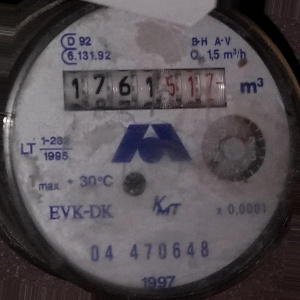 D 92
6.131.92
B-H A-V
Qn 1,5 m³/h
1761517 m³
LT 1-28
1995
max. + 30°C
EVK-DK
KMT
x 0,0001
04 470648
1997